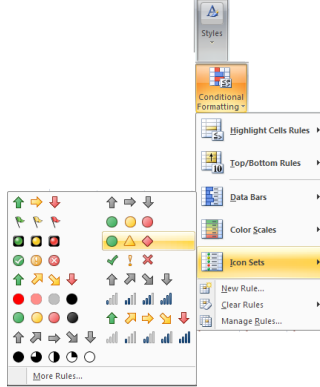 Styles
Conditional
Formatting
Highlight Cells Rules
Top/Bottom Rules
Data Bars
Color Scales
Icon Sets
New Rule...
Clear Rules
Manage Rules...
More Rules...